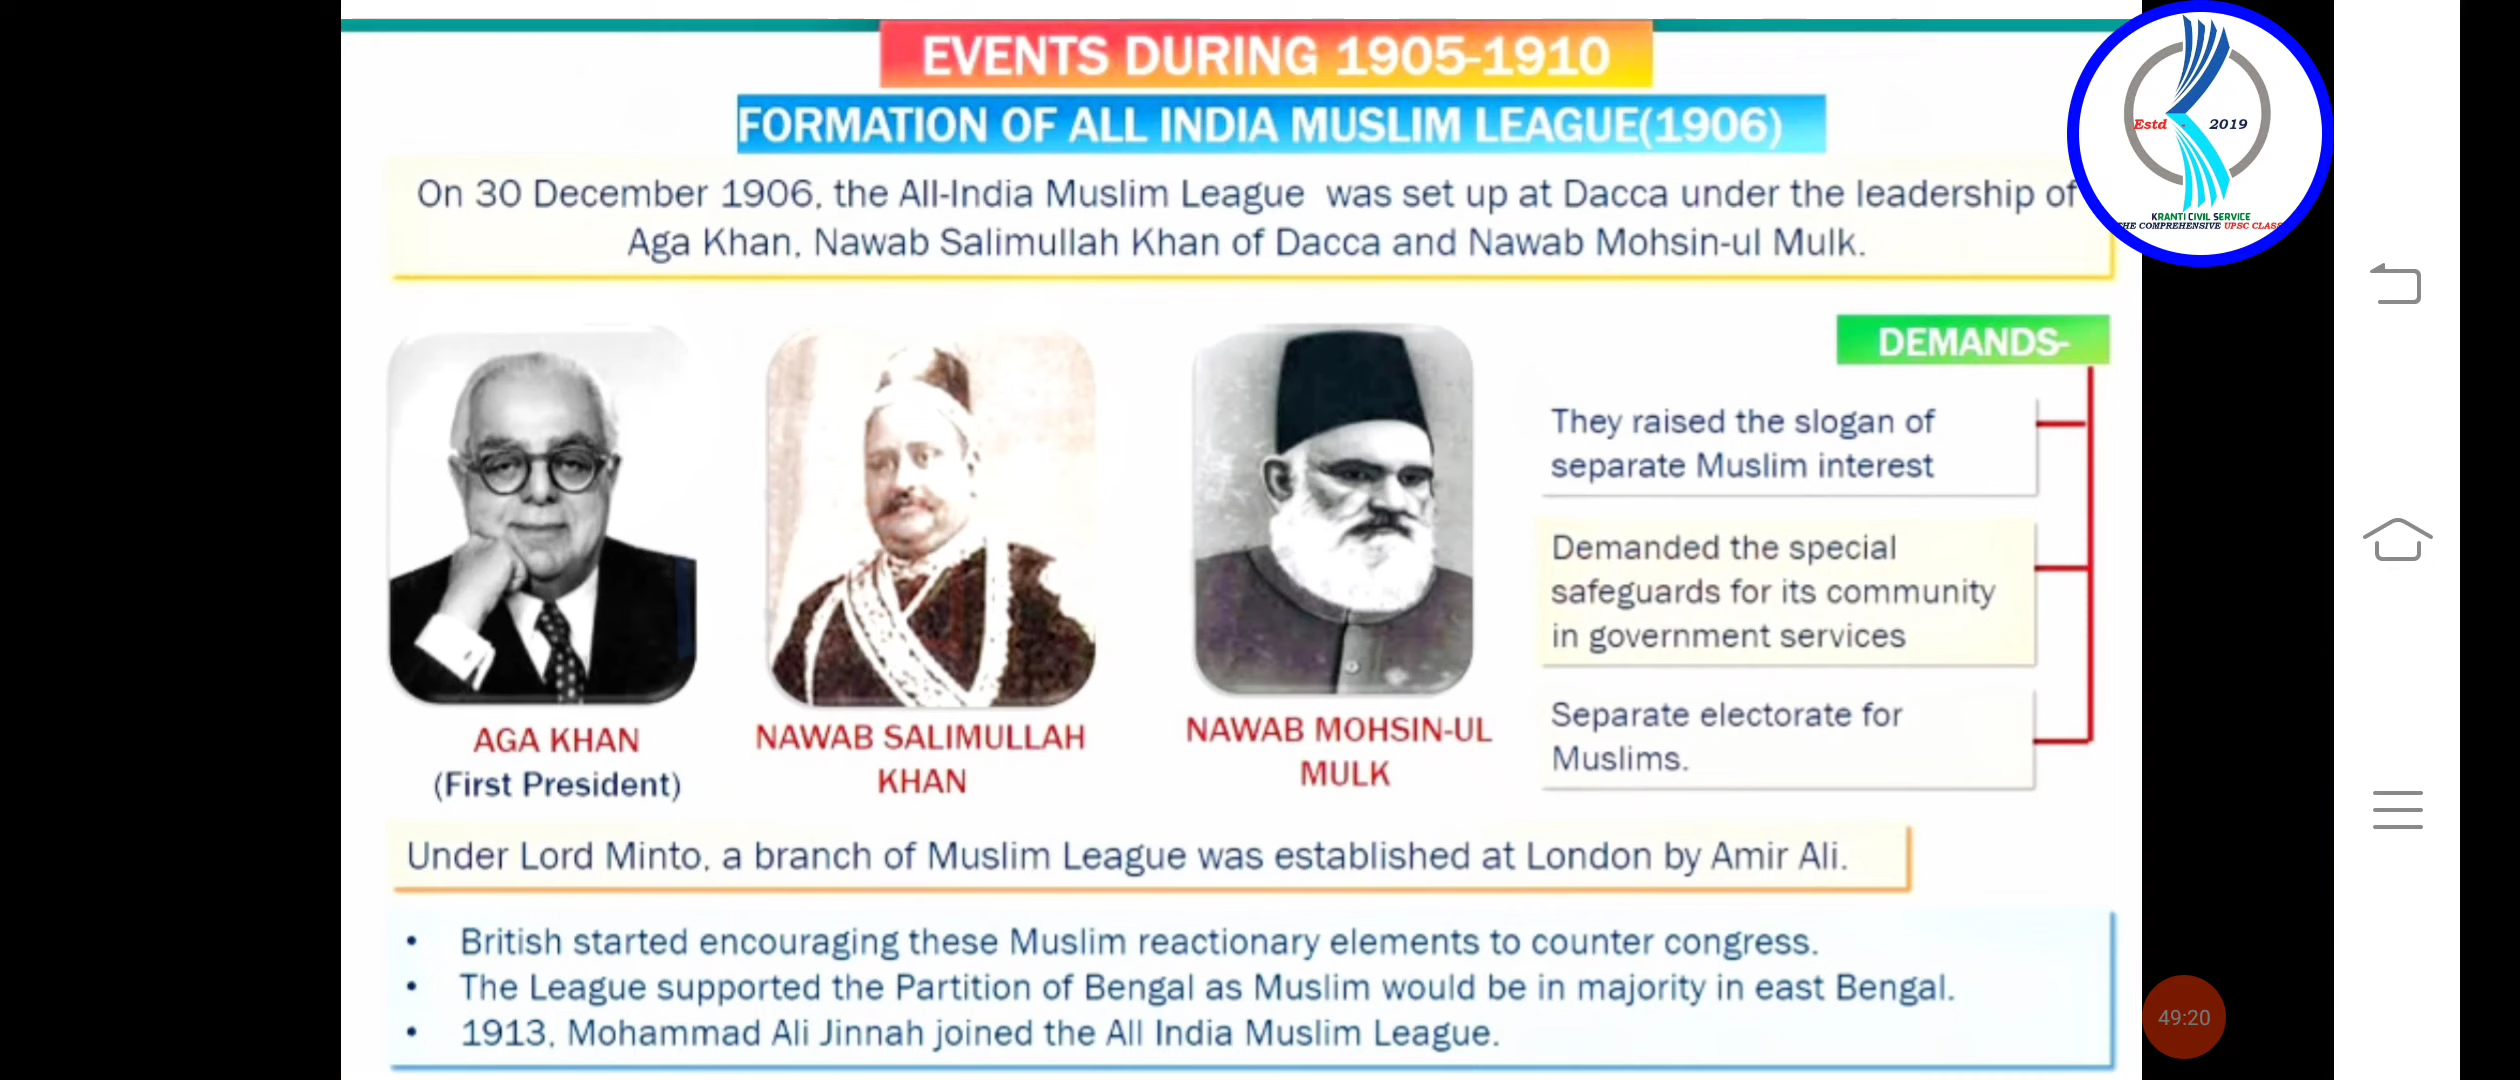 EVENTS DURING 1905-1910
FORMATION OF ALL INDIA MUSLIM LEAGUE(1906)
Estd 2019
KRANTI CIVIL SERVICE
THE COMPREHENSIVE UPSC CLASS
On 30 December 1906, the All-India Muslim League was set up at Dacca under the leadership of
Aga Khan, Nawab Salimullah Khan of Dacca and Nawab Mohsin-ul Mulk.
AGA KHAN
(First President)
NAWAB SALIMULLAH
KHAN
NAWAB MOHSIN-UL
MULK
DEMANDS-
They raised the slogan of
separate Muslim interest
Demanded the special
safeguards for its community
in government services
Separate electorate for
Muslims.
Under Lord Minto, a branch of Muslim League was established at London by Amir Ali.
• British started encouraging these Muslim reactionary elements to counter congress.
• The League supported the Partition of Bengal as Muslim would be in majority in east Bengal.
• 1913, Mohammad Ali Jinnah joined the All India Muslim League.
49:20